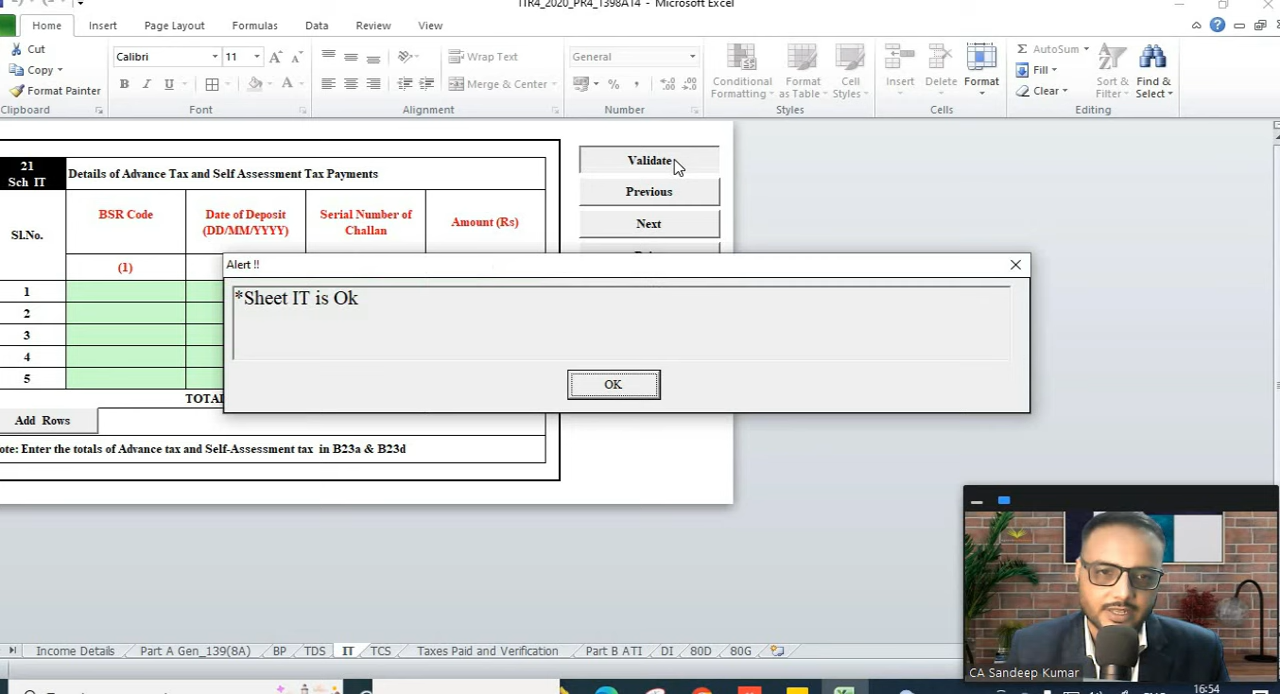 ITR4_2020_PR4_1398AT4 - Microsoft Excel
Home Insert Page Layout Formulas Data Review View
Cut
Copy
Format Painter
Clipboard
Calibri 11
B I U A
Font
Wrap Text
Merge & Center
Alignment
General
%
Number
Conditional Formatting
Format as Table
Cell Styles
Styles
Insert Delete Format
Cells
AutoSum
Fill
Clear
Sort & Filter
Find & Select
Editing
21
Sch IT
Details of Advance Tax and Self Assessment Tax Payments
Sl.No.
BSR Code
Date of Deposit
(DD/MM/YYYY)
Serial Number of
Challan
Amount (Rs)
(1)
1
2
3
4
5
TOTA
Add Rows
ote: Enter the totals of Advance tax and Self-Assessment tax in B23a & B23d
Validate
Previous
Next
Alert !!
*Sheet IT is Ok
OK
CA Sandeep Kumar
Income Details Part A Gen_139(8A) BP TDS IT TCS Taxes Paid and Verification Part B ATI DI 80D 80G
16:54